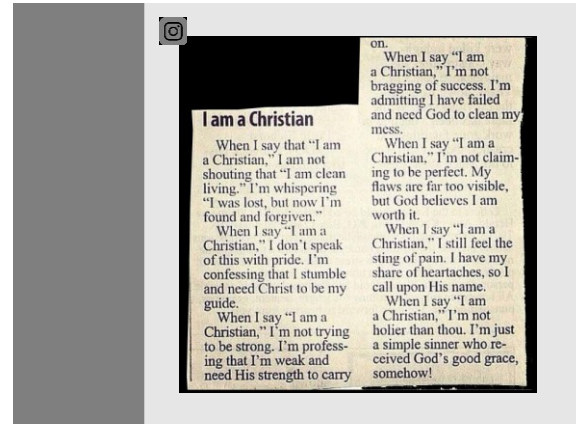 I am a Christian
When I say that “I am
a Christian,” I am not
shouting that “I am clean
living.” I’m whispering
“I was lost, but now I’m
found and forgiven.”
When I say “I am a
Christian,” I don’t speak
of this with pride. I’m
confessing that I stumble
and need Christ to be my
guide.
When I say “I am a
Christian,” I’m not trying
to be strong. I’m profess-
ing that I’m weak and
need His strength to carry
on.
When I say “I am
a Christian,” I’m not
bragging of success. I’m
admitting I have failed
and need God to clean my
mess.
When I say “I am a
Christian,” I’m not claim-
ing to be perfect. My
flaws are far too visible,
but God believes I am
worth it.
When I say “I am a
Christian,” I still feel the
sting of pain. I have my
share of heartaches, so I
call upon His name.
When I say “I am
a Christian,” I’m not
holier than thou. I’m just
a simple sinner who re-
ceived God’s good grace,
somehow!